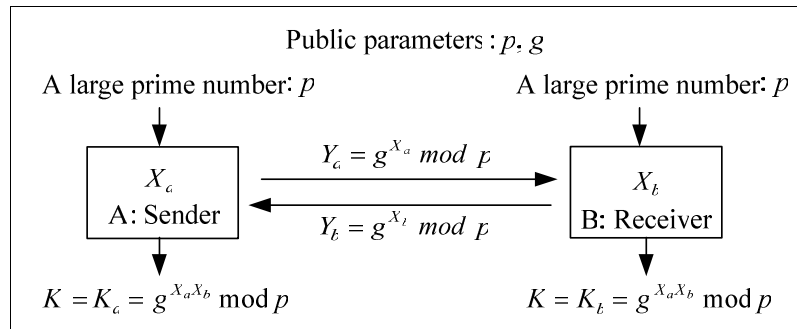 Public parameters: p, g
A large prime number: p
A large prime number: p
X_a
A: Sender
Y_a = g^{X_a} mod p
Y_b = g^{X_b} mod p
X_b
B: Receiver
K = K_a = g^{X_a X_b} mod p
K = K_b = g^{X_a X_b} mod p